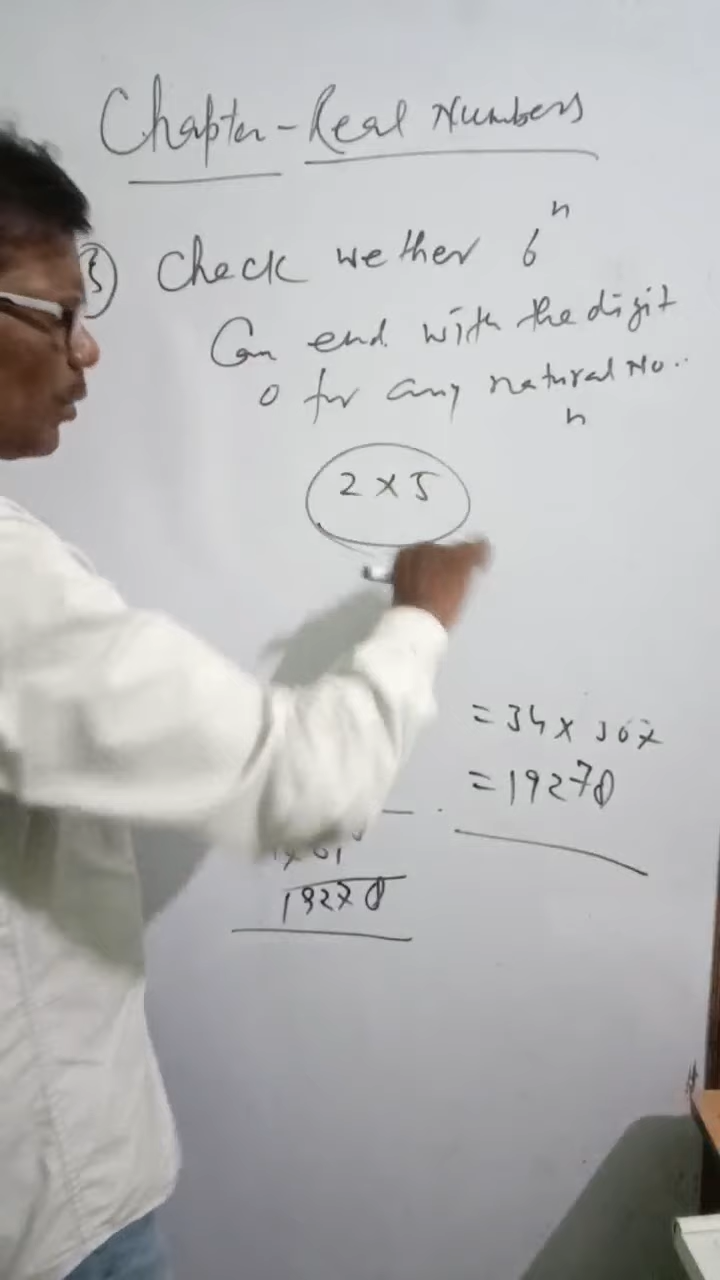 Chapter - Real Numbers
Check wether 6^n
Can end with the digit
0 for any natural No..
n
2 × 5
= 34 ×
= 19278
19278